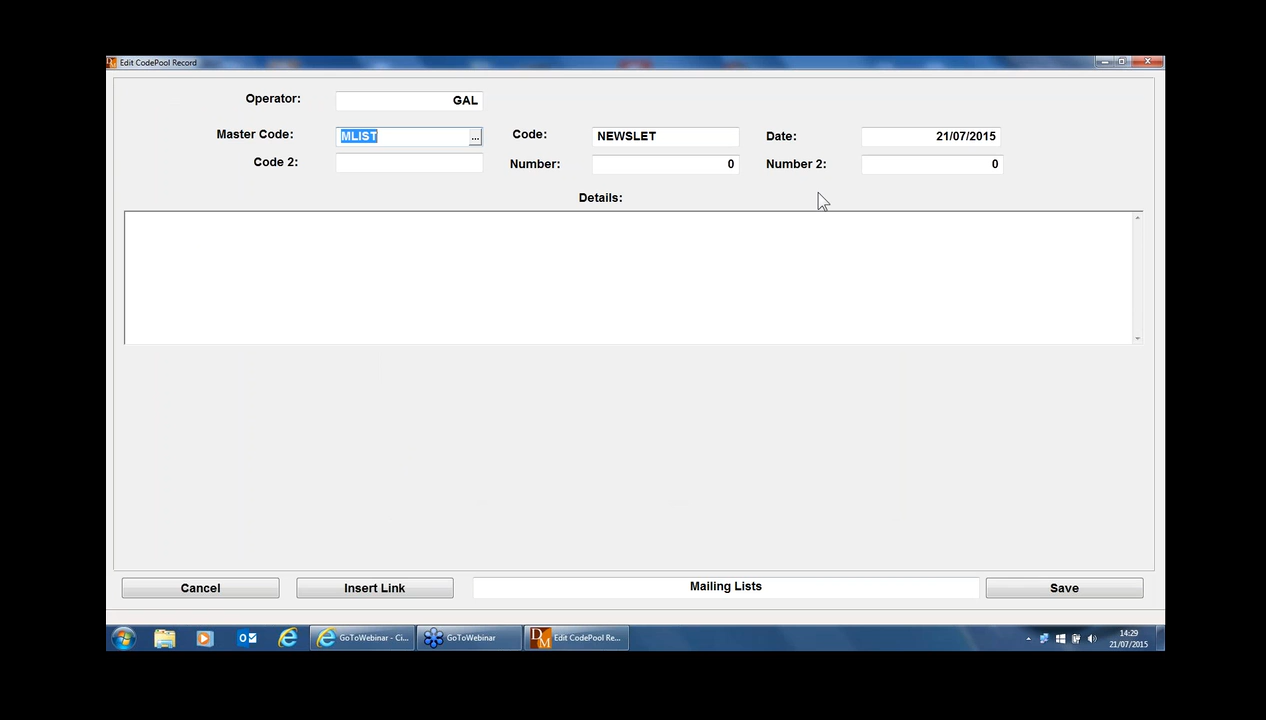 Edit CodePool Record
Operator: GAL
Master Code: MLIST ... Code: NEWSLET Date: 21/07/2015
Code 2: Number: 0 Number 2: 0
Details:
Cancel Insert Link Mailing Lists Save
GoToWebinar - Ci... GoToWebinar Edit CodePool Re... 14:29
21/07/2015